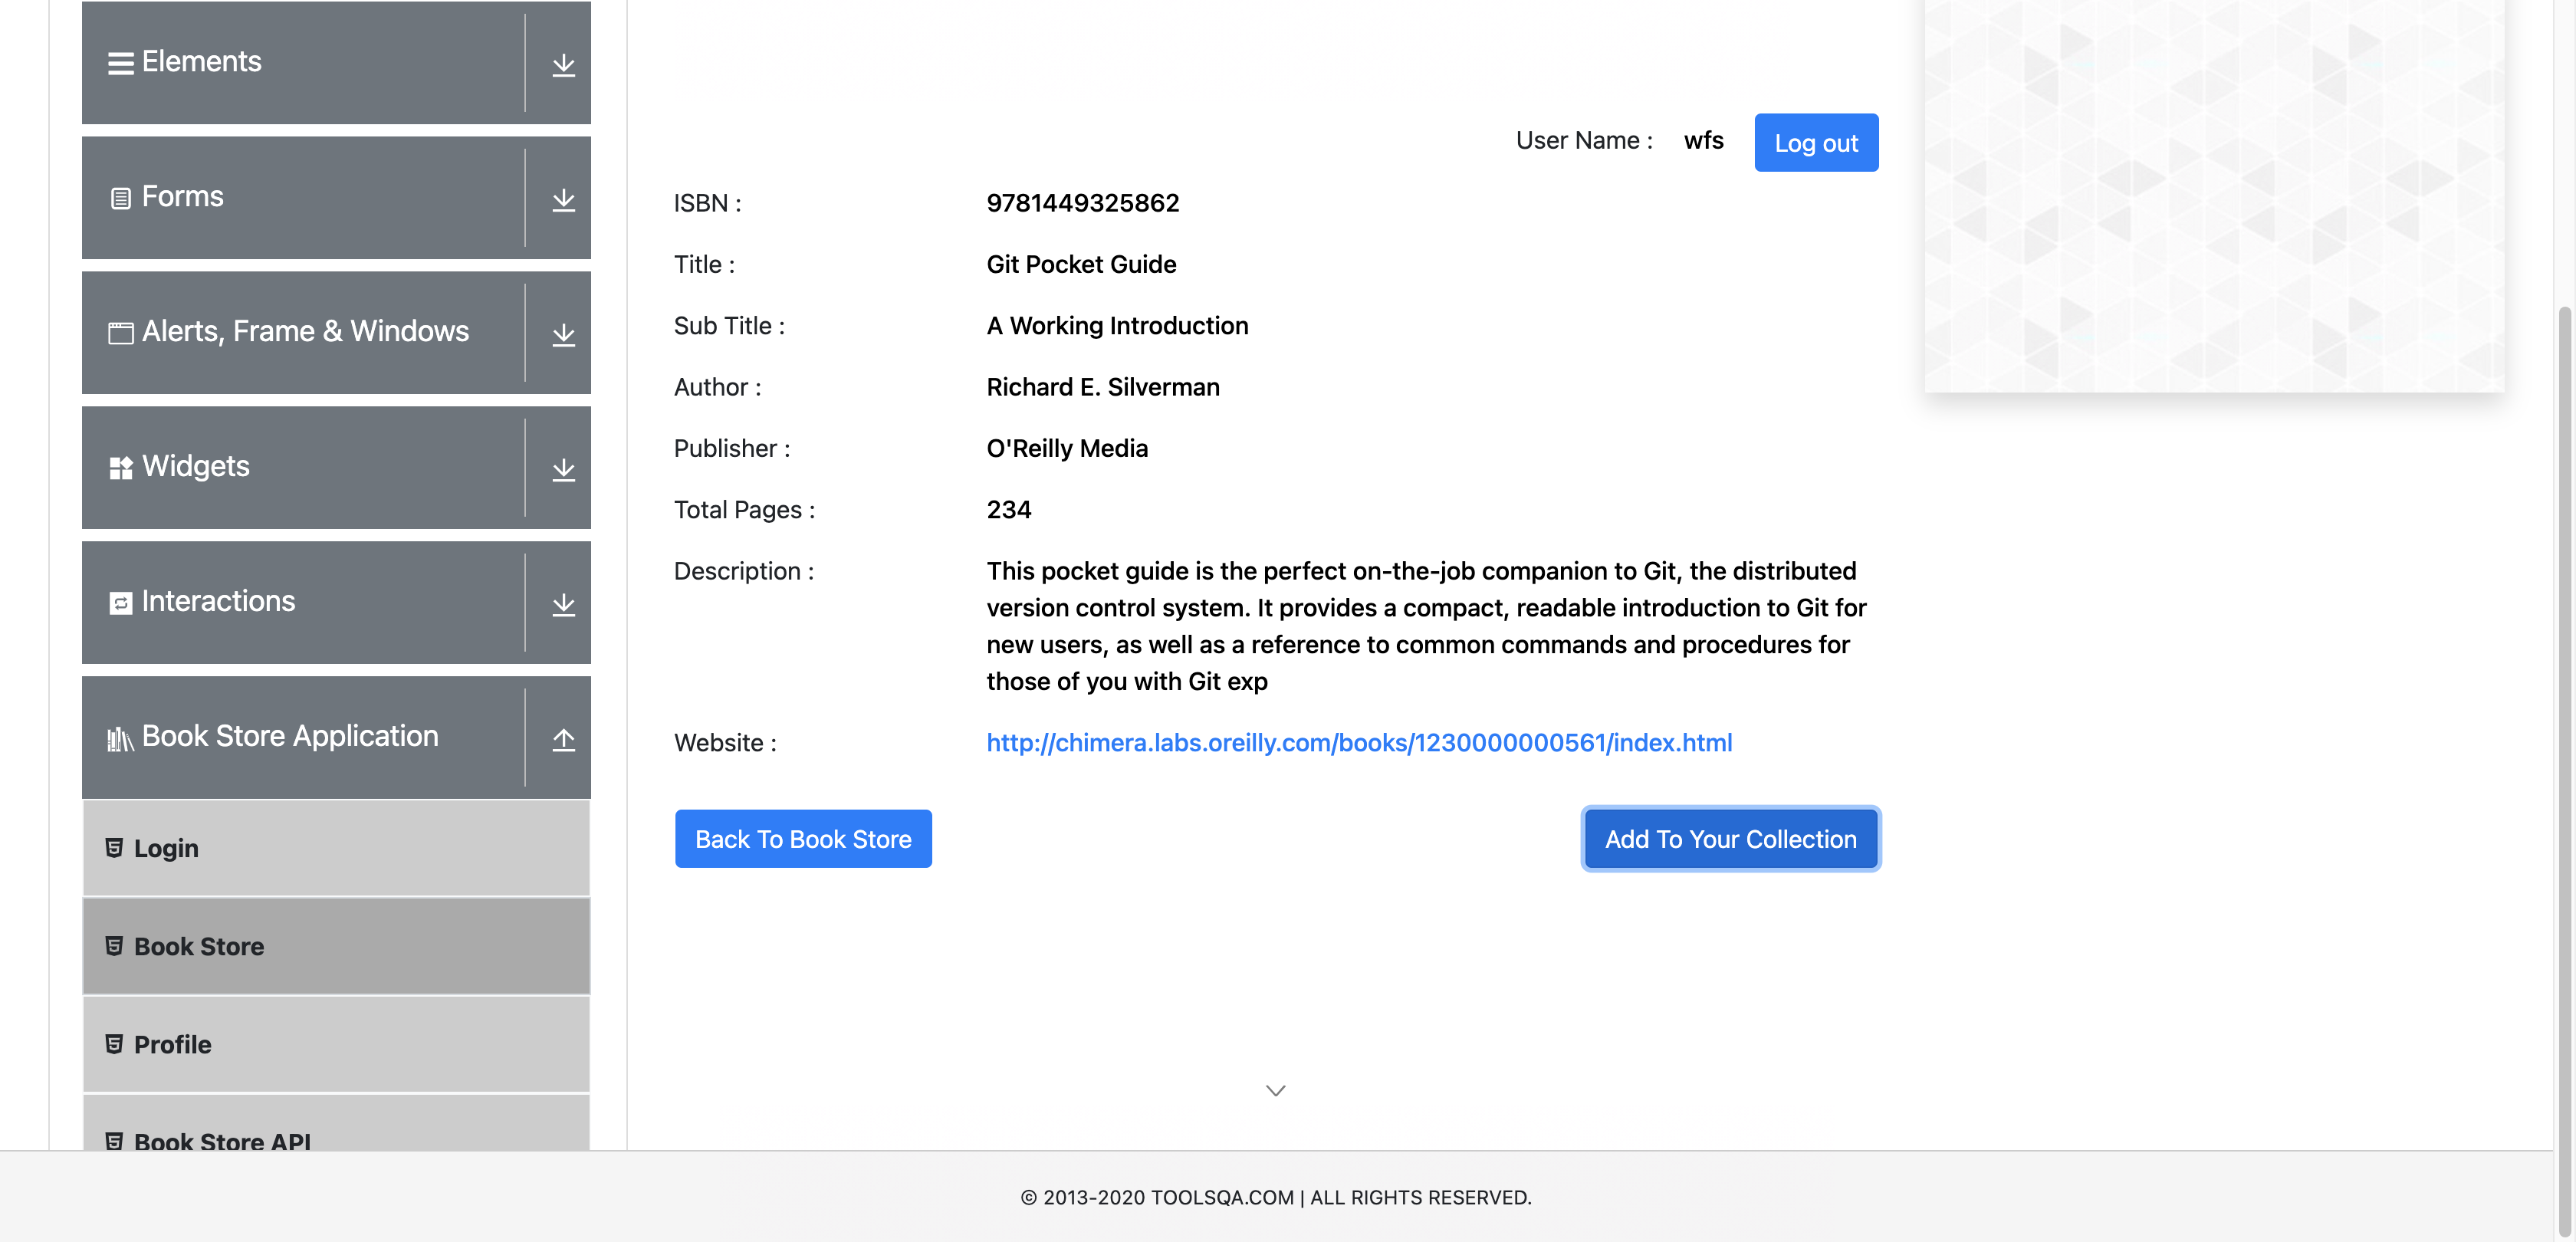 Elements
Forms
Alerts, Frame & Windows
Widgets
Interactions
Book Store Application
Login
Book Store
Profile
Book Store API
User Name : wfs Log out
ISBN : 9781449325862
Title : Git Pocket Guide
Sub Title : A Working Introduction
Author : Richard E. Silverman
Publisher : O'Reilly Media
Total Pages : 234
Description : This pocket guide is the perfect on-the-job companion to Git, the distributed
version control system. It provides a compact, readable introduction to Git for
new users, as well as a reference to common commands and procedures for
those of you with Git exp
Website : http://chimera.labs.oreilly.com/books/1230000000561/index.html
Back To Book Store Add To Your Collection
© 2013-2020 TOOLSQA.COM | ALL RIGHTS RESERVED.